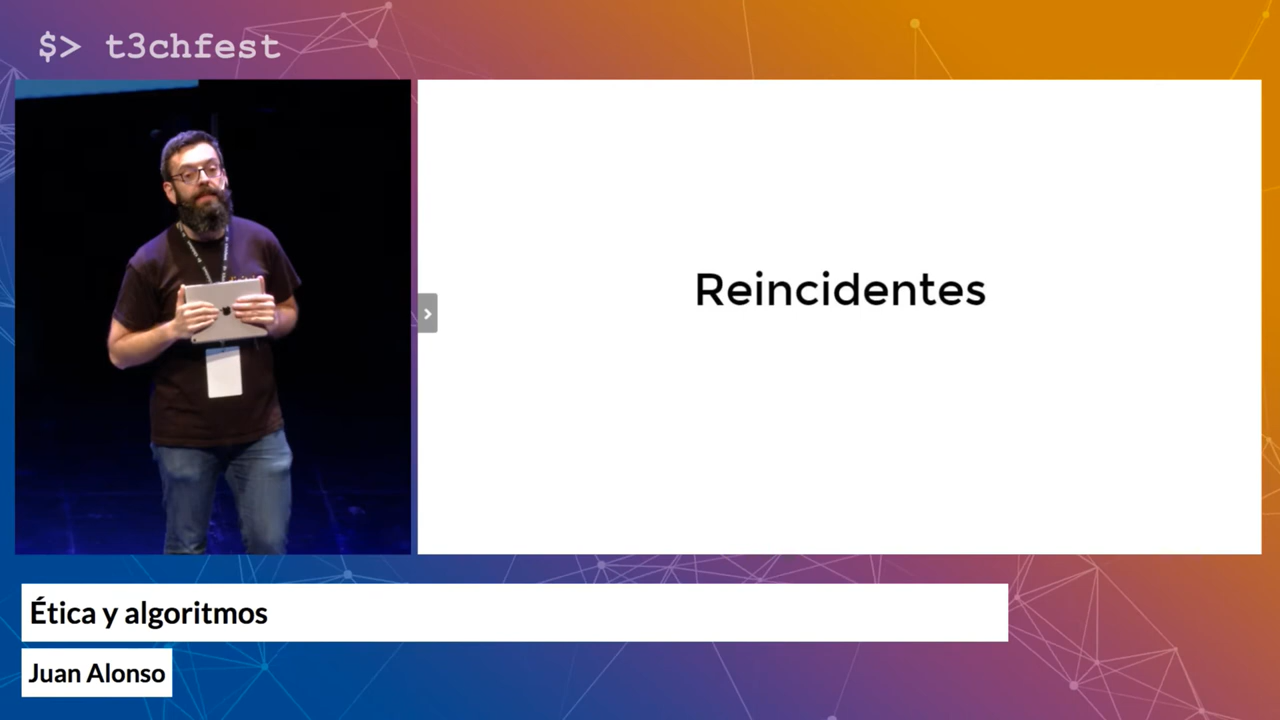 $> t3chfest
Reincidentes
Ética y algoritmos
Juan Alonso